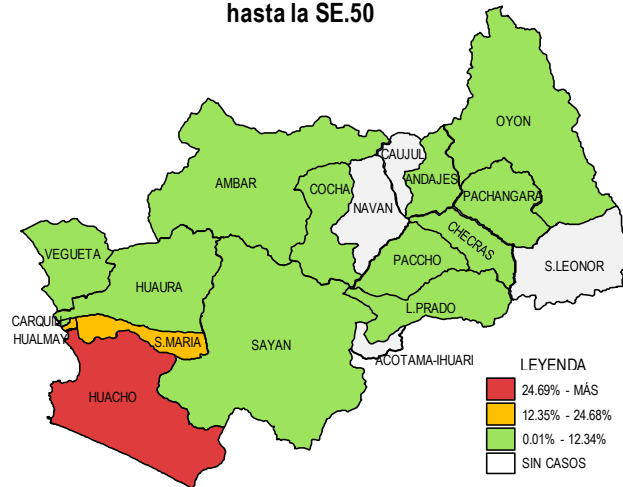 hasta la SE.50
OYON
CAUJUL
ANDAJES
AMBAR
COCHA
PACHANGARA
NAVAN
CHECRAS
VEGUETA
PACCHO
S.LEONOR
HUAURA
L.PRADO
CARQUIN
HUALMAY
S.MARIA
SAYAN
ACOTAMA-IHUARI
HUACHO
LEYENDA
24.69% - MÁS
12.35% - 24.68%
0.01% - 12.34%
SIN CASOS